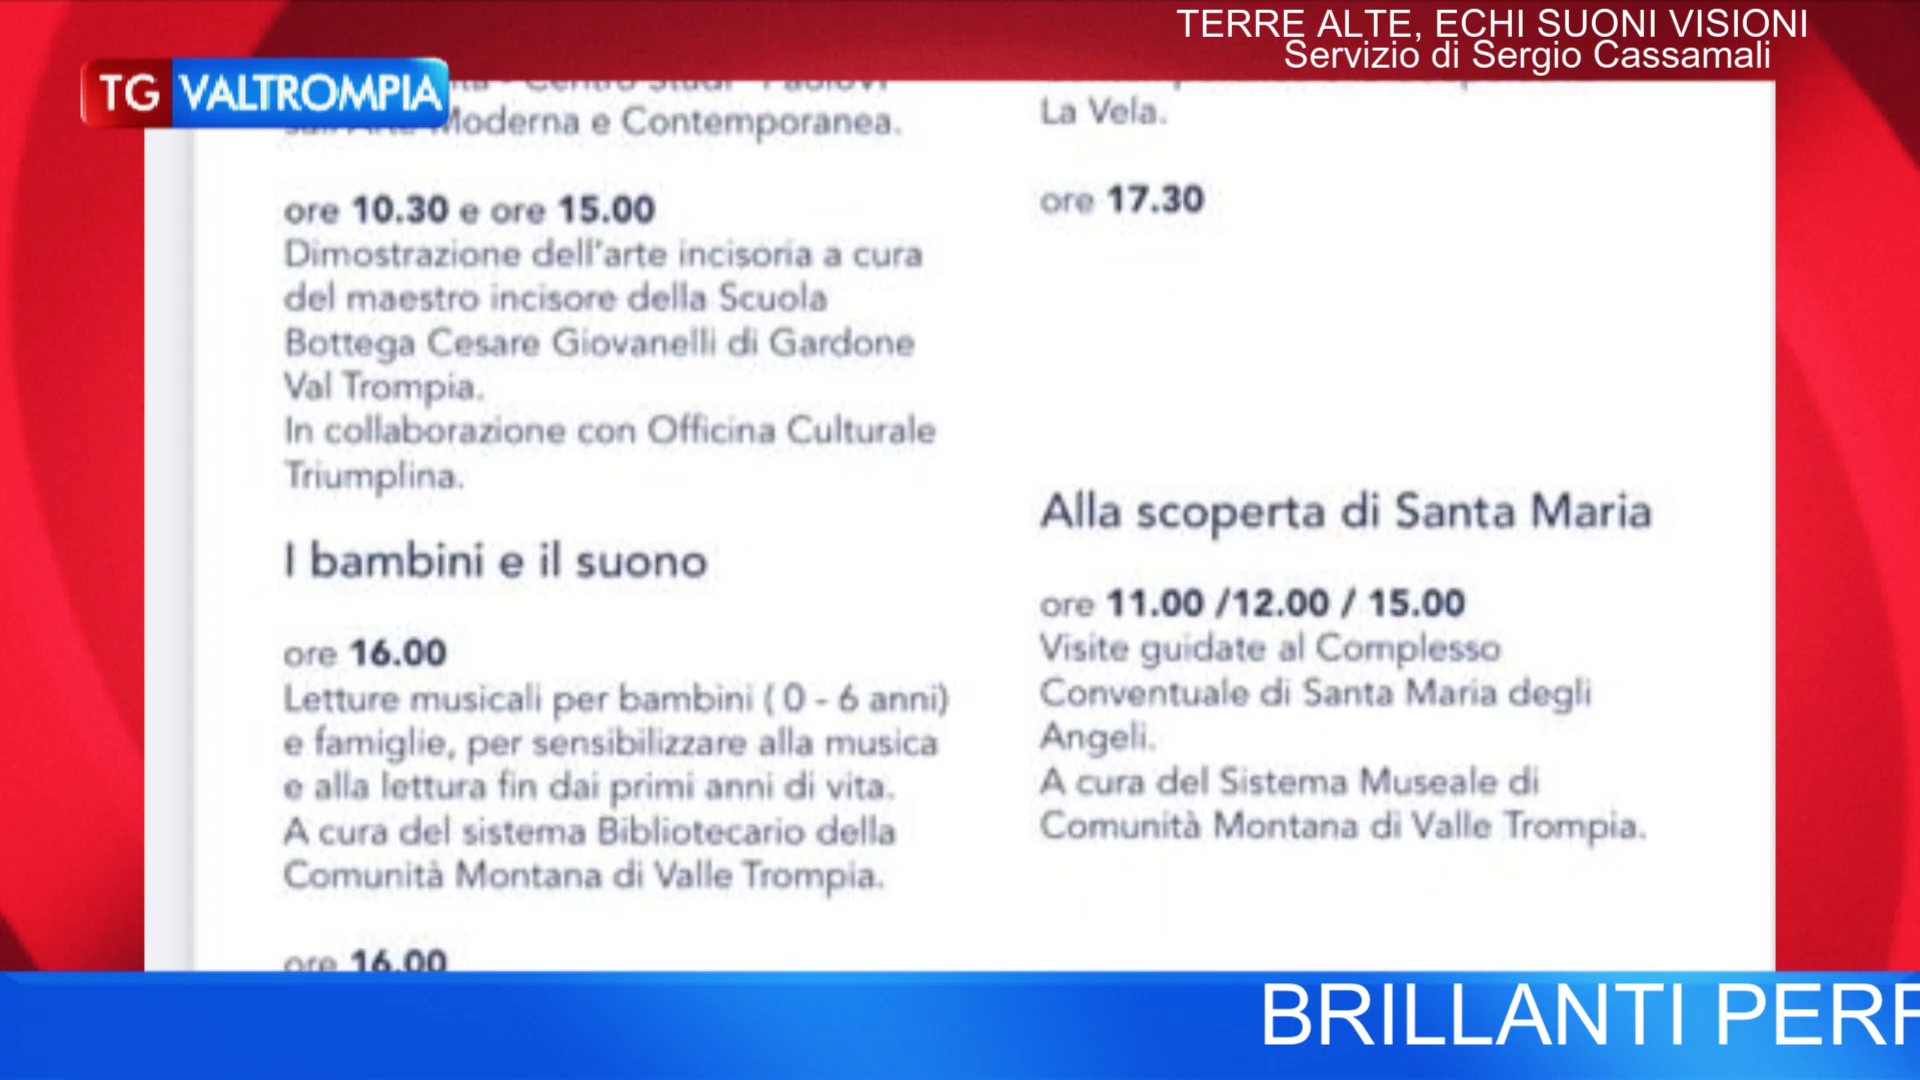 TERRE ALTE, ECHI SUONI VISIONI
Servizio di Sergio Cassamali
TG VALTROMPIA
Centro Studi
Moderna e Contemporanea.
ore 10.30 e ore 15.00
Dimostrazione dell'arte incisoria a cura
del maestro incisore della Scuola
Bottega Cesare Giovanelli di Gardone
Val Trompia.
In collaborazione con Officina Culturale
Triumplina.
I bambini e il suono
ore 16.00
Letture musicali per bambini ( 0 - 6 anni)
e famiglie, per sensibilizzare alla musica
e alla lettura fin dai primi anni di vita.
A cura del sistema Bibliotecario della
Comunità Montana di Valle Trompia.
ore 16.00
La Vela.
ore 17.30
Alla scoperta di Santa Maria
ore 11.00 /12.00 / 15.00
Visite guidate al Complesso
Conventuale di Santa Maria degli
Angeli.
A cura del Sistema Museale di
Comunità Montana di Valle Trompia.
BRILLANTI PERF